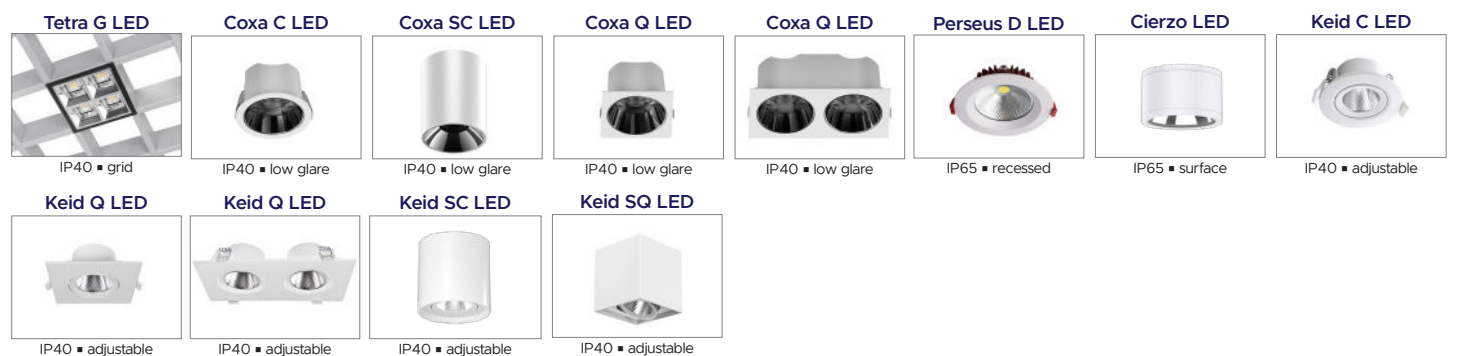 Tetra G LED
Coxa C LED
Coxa SC LED
Coxa Q LED
Coxa Q LED
Perseus D LED
Cierzo LED
Keid C LED
IP40 ▪ grid
IP40 ▪ low glare
IP40 ▪ low glare
IP40 ▪ low glare
IP40 ▪ low glare
IP65 ▪ recessed
IP65 ▪ surface
IP40 ▪ adjustable
Keid Q LED
Keid Q LED
Keid SC LED
Keid SQ LED
IP40 ▪ adjustable
IP40 ▪ adjustable
IP40 ▪ adjustable
IP40 ▪ adjustable